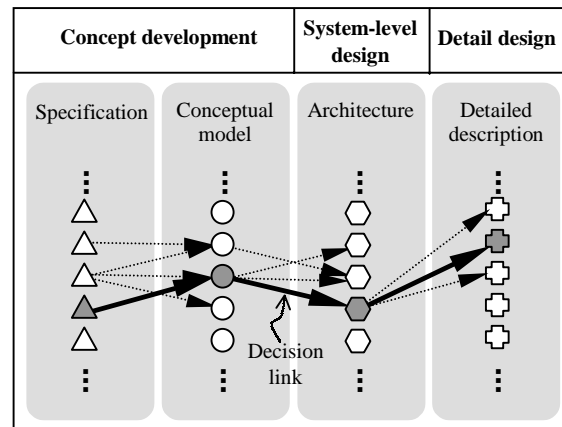 Concept development
System-level
design
Detail design
Specification
Conceptual
model
Architecture
Detailed
description
Decision
link